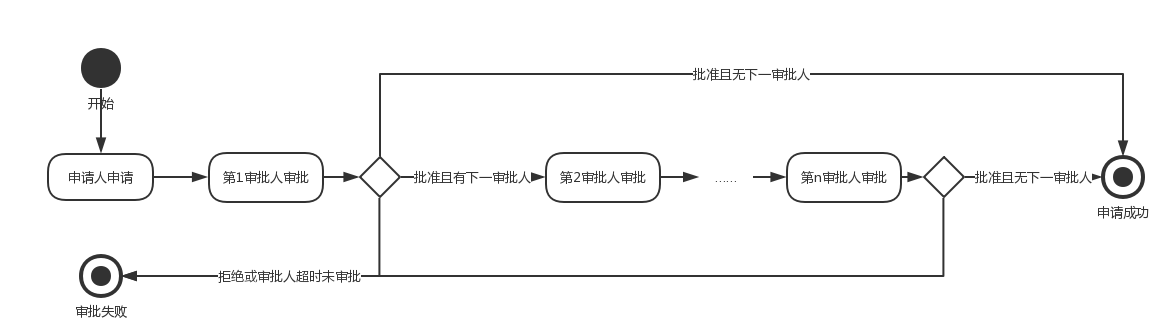 批准且无下一审批人
开始
申请人申请
第1审批人审批
批准且有下一审批人
第2审批人审批
……
第n审批人审批
批准且无下一审批人
申请成功
拒绝或审批人超时未审批
审批失败